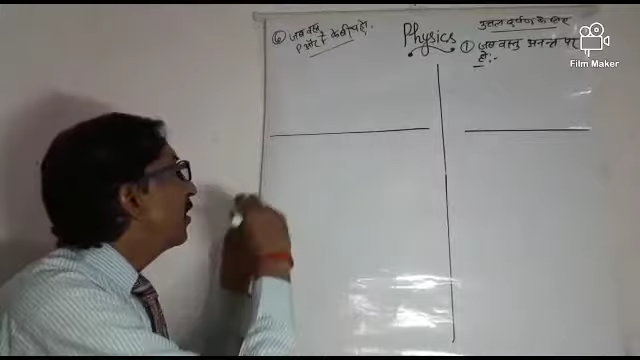 ⑥ जब वस्तु
P और F के बीच हो
Physics
उत्तल दर्पण के लिए
① जब वस्तु अनन्त पर
हो:-
Film Maker